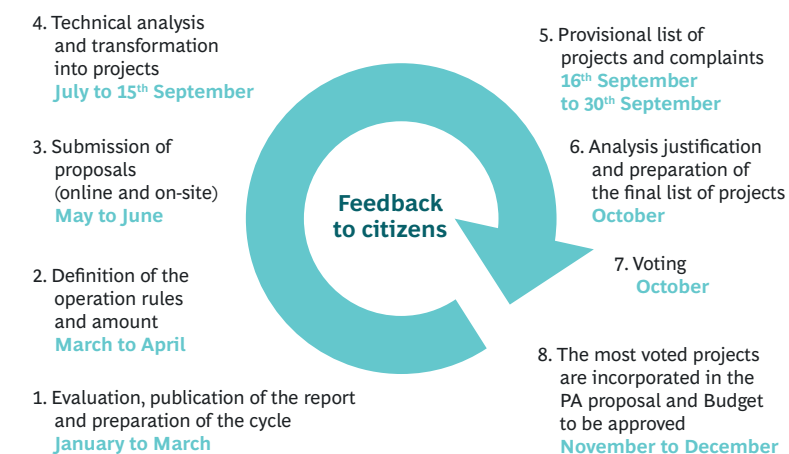 4. Technical analysis
and transformation
into projects
July to 15th September
3. Submission of
proposals
(online and on-site)
May to June
2. Definition of the
operation rules
and amount
March to April
1. Evaluation, publication of the report
and preparation of the cycle
January to March
Feedback
to citizens
5. Provisional list of
projects and complaints
16th September
to 30th September
6. Analysis justification
and preparation of
the final list of projects
October
7. Voting
October
8. The most voted projects
are incorporated in the
PA proposal and Budget
to be approved
November to December